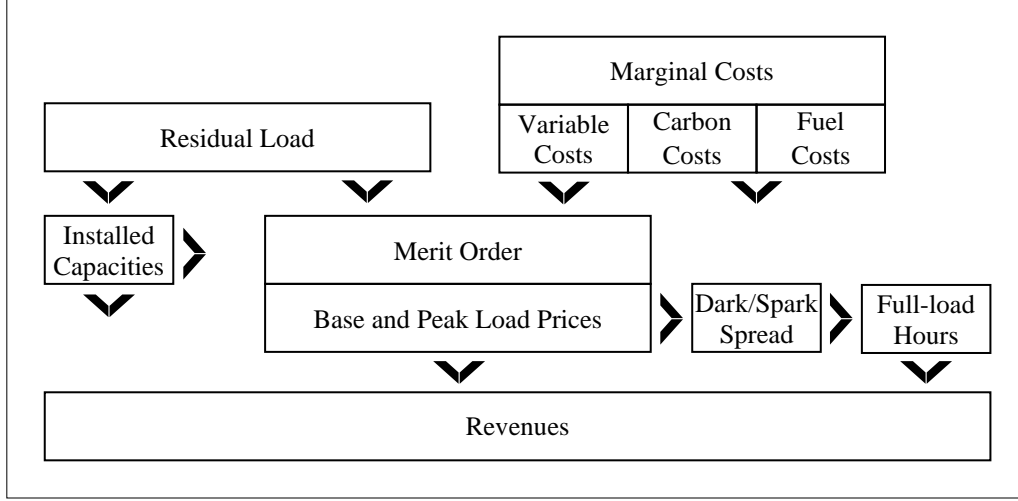 Marginal Costs
Residual Load
Variable
Costs
Carbon
Costs
Fuel
Costs
Installed
Capacities
Merit Order
Base and Peak Load Prices
Dark/Spark
Spread
Full-load
Hours
Revenues